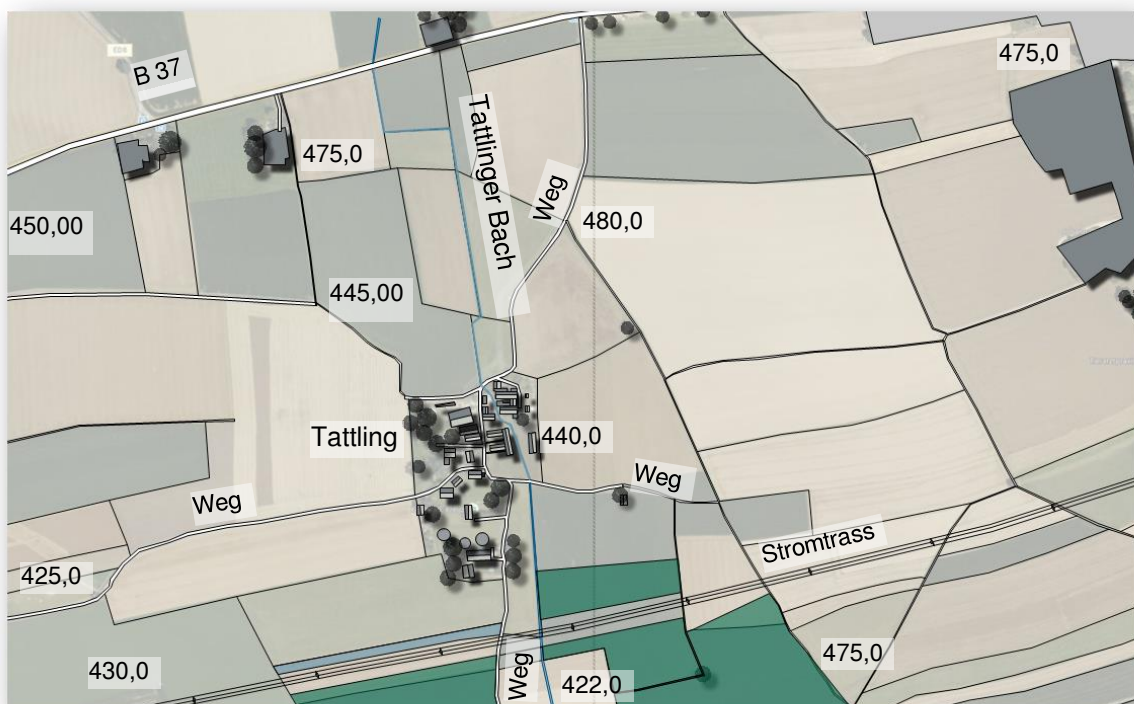 B 37
475,0
475,0
Tattlinger Bach
Weg
450,00
480,0
445,00
Tattling
440,0
Weg
Weg
Stromtrass
425,0
430,0
Weg
422,0
475,0